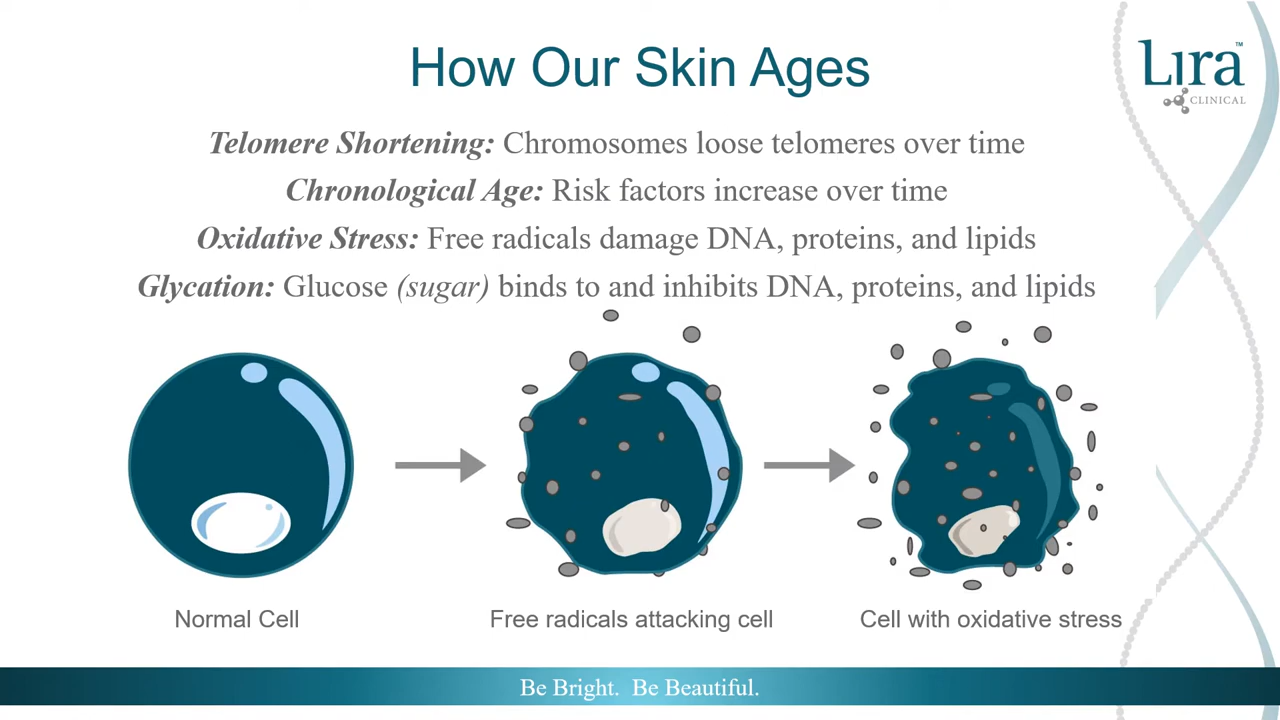 How Our Skin Ages
Lira™
CLINICAL
Telomere Shortening: Chromosomes loose telomeres over time
Chronological Age: Risk factors increase over time
Oxidative Stress: Free radicals damage DNA, proteins, and lipids
Glycation: Glucose (sugar) binds to and inhibits DNA, proteins, and lipids
Normal Cell
Free radicals attacking cell
Cell with oxidative stress
Be Bright. Be Beautiful.